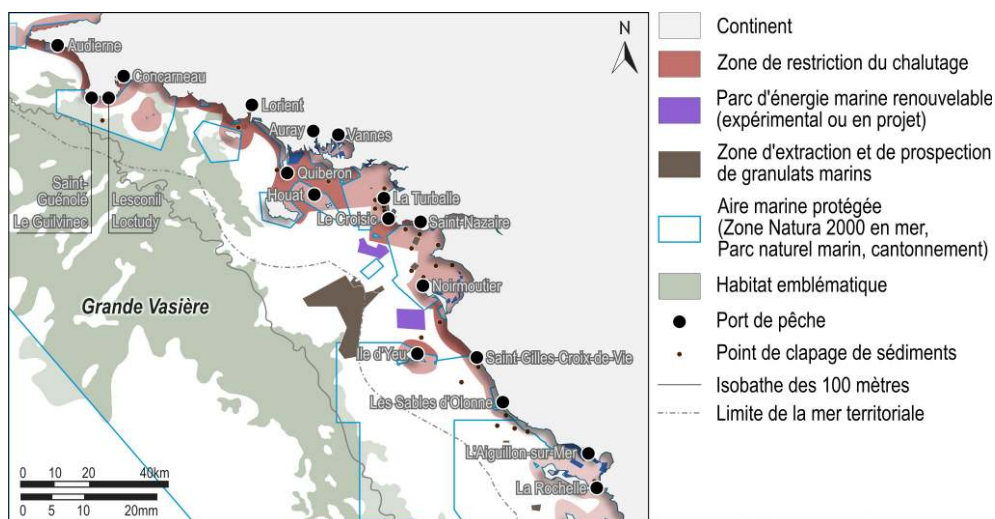 N
Audierne
Concarneau
Lorient
Auray
Vannes
Quiberon
Saint-
Guénolé
Le Guilvinec
Lesconil
Loctudy
Houat
La Turballe
Le Croisic
Saint-Nazaire
Noirmoutier
Grande Vasière
Ile d'Yeu
Saint-Gilles-Croix-de-Vie
Les Sables d'Olonne
L'Aiguillon-sur-Mer
La Rochelle
0 10 20 40km
0 5 10 20mm
Continent
Zone de restriction du chalutage
Parc d'énergie marine renouvelable
(expérimental ou en projet)
Zone d'extraction et de prospection
de granulats marins
Aire marine protégée
(Zone Natura 2000 en mer,
Parc naturel marin, cantonnement)
Habitat emblématique
Port de pêche
Point de clapage de sédiments
Isobathe des 100 mètres
Limite de la mer territoriale